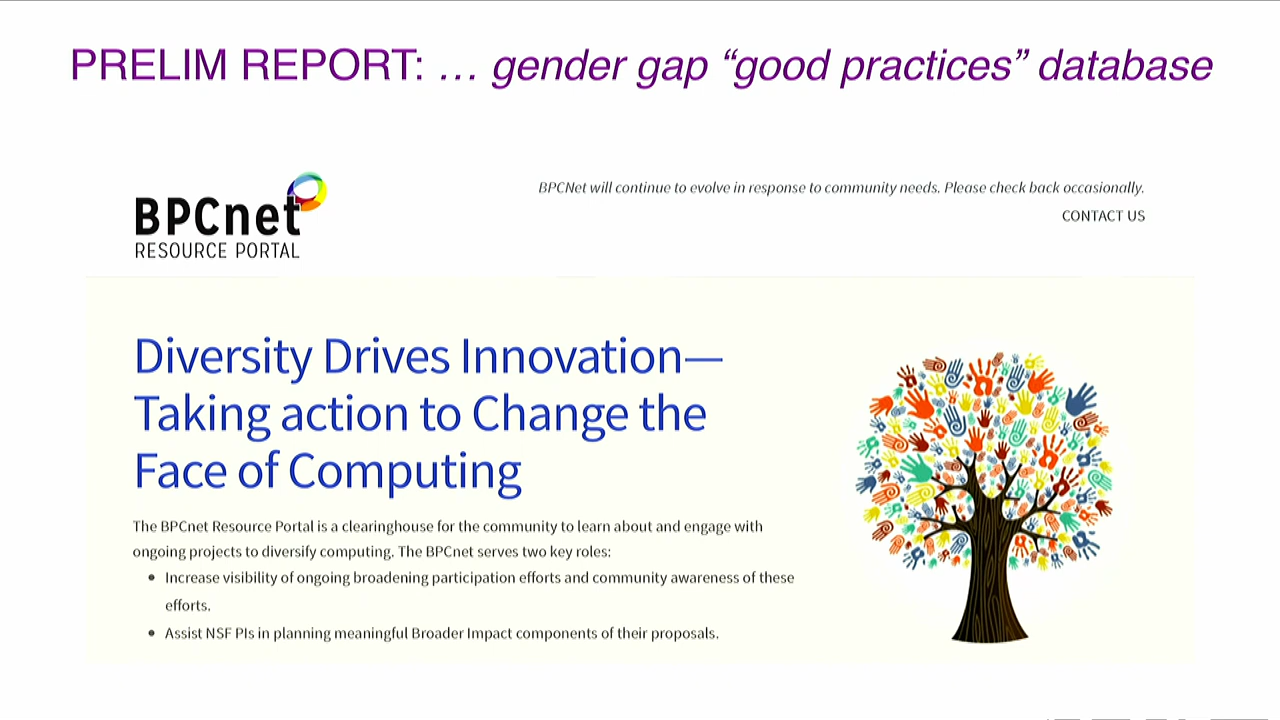 PRELIM REPORT: … gender gap “good practices” database
BPCnet
RESOURCE PORTAL
BPCNet will continue to evolve in response to community needs. Please check back occasionally.
CONTACT US
Diversity Drives Innovation—
Taking action to Change the
Face of Computing
The BPCnet Resource Portal is a clearinghouse for the community to learn about and engage with
ongoing projects to diversify computing. The BPCnet serves two key roles:
• Increase visibility of ongoing broadening participation efforts and community awareness of these
efforts.
• Assist NSF PIs in planning meaningful Broader Impact components of their proposals.